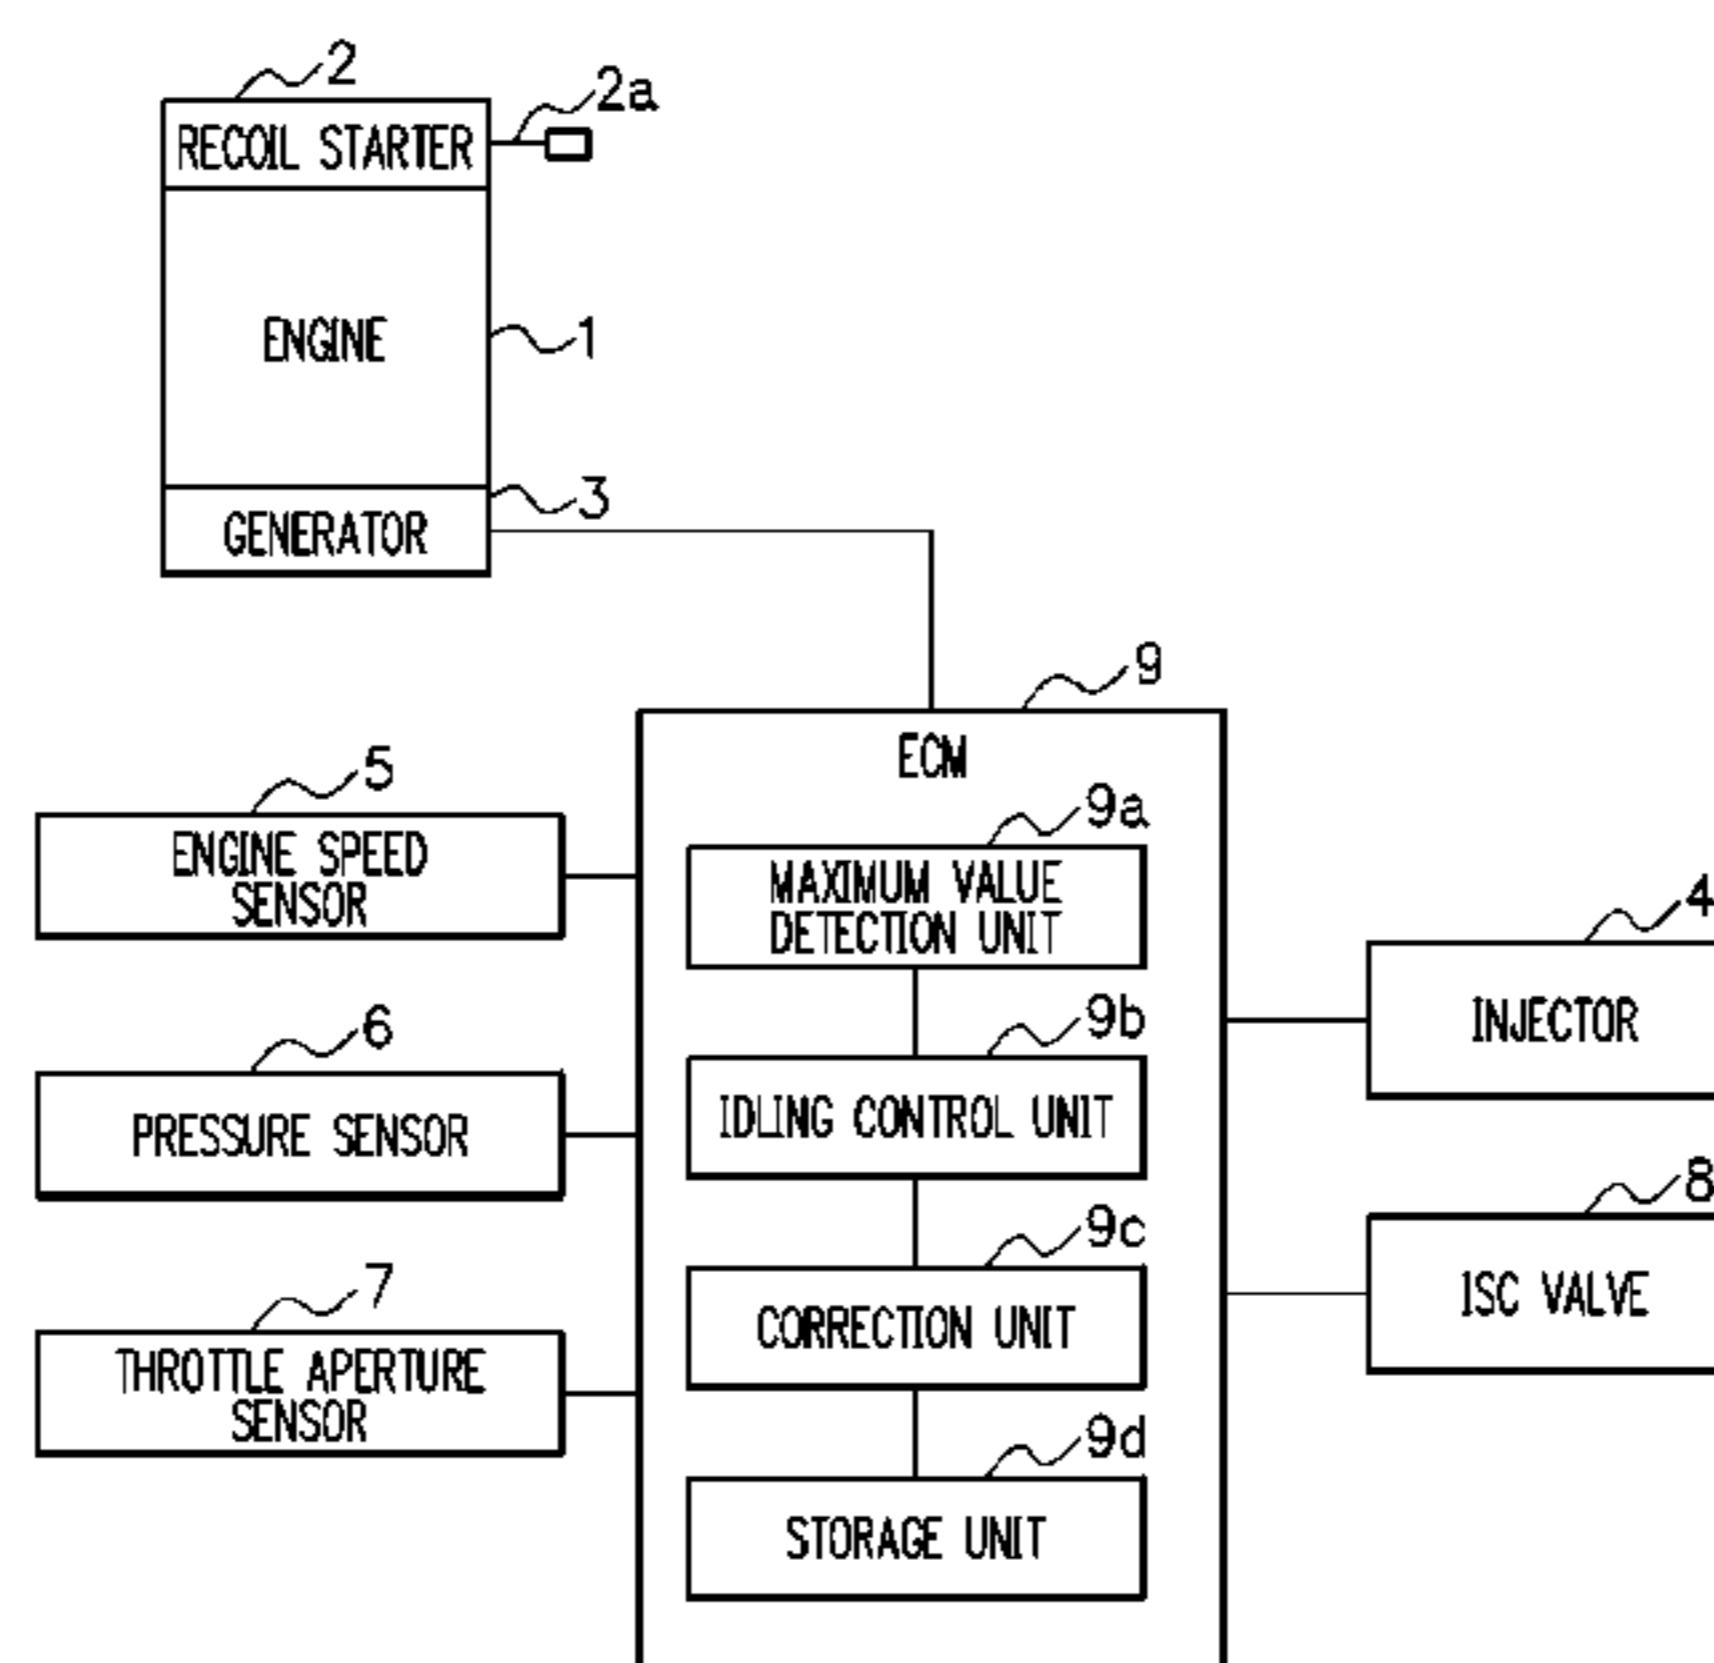 2
2a
RECOIL STARTER
ENGINE
1
3
GENERATOR
9
ECM
5
ENGINE SPEED
SENSOR
9a
MAXIMUM VALUE
DETECTION UNIT
4
INJECTOR
6
PRESSURE SENSOR
9b
IDLING CONTROL UNIT
8
ISC VALVE
7
THROTTLE APERTURE
SENSOR
9c
CORRECTION UNIT
9d
STORAGE UNIT